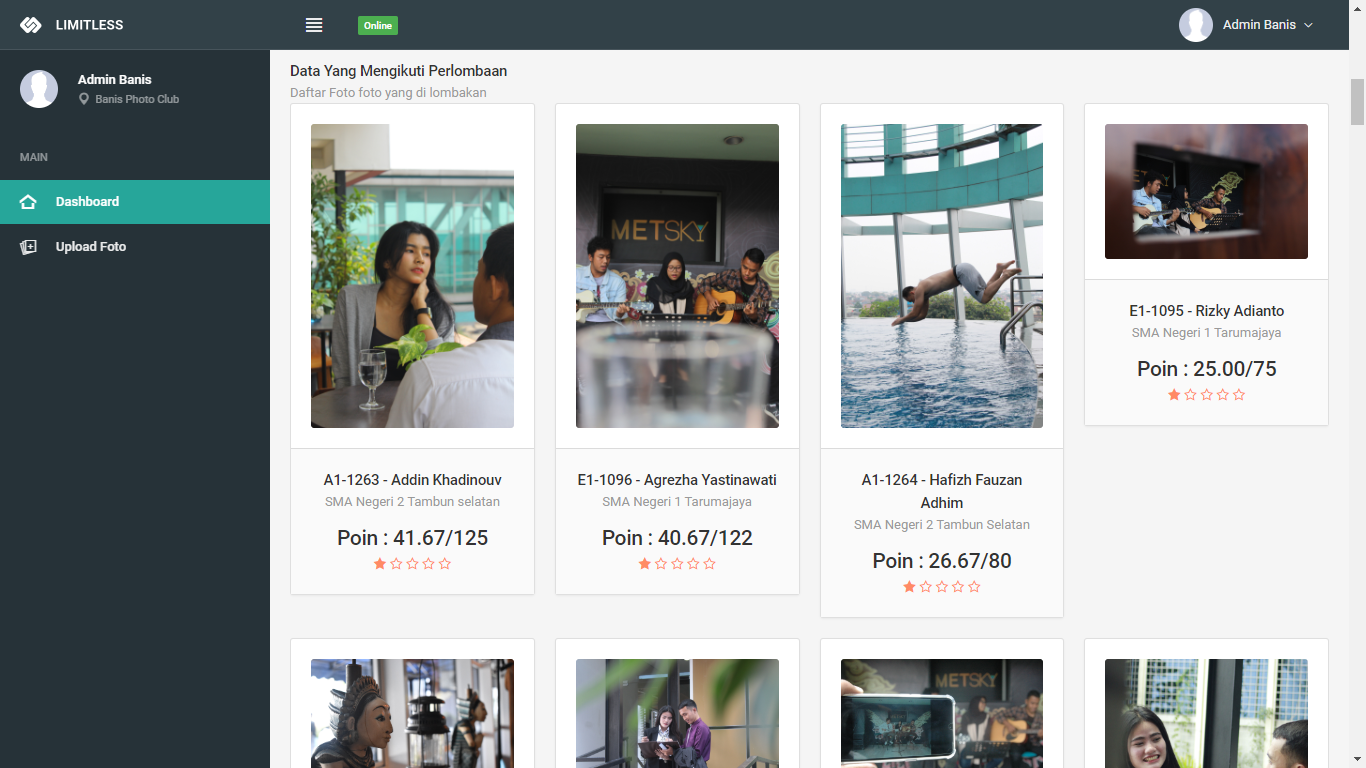 LIMITLESS
Online
Admin Banis
Admin Banis
Banis Photo Club
MAIN
Dashboard
Upload Foto
Data Yang Mengikuti Perlombaan
Daftar Foto foto yang di lombakan
A1-1263 - Addin Khadinouv
SMA Negeri 2 Tambun selatan
Poin : 41.67/125
METSKY
E1-1096 - Agrezha Yastinawati
SMA Negeri 1 Tarumajaya
Poin : 40.67/122
A1-1264 - Hafizh Fauzan
Adhim
SMA Negeri 2 Tambun Selatan
Poin : 26.67/80
E1-1095 - Rizky Adianto
SMA Negeri 1 Tarumajaya
Poin : 25.00/75
METSKY